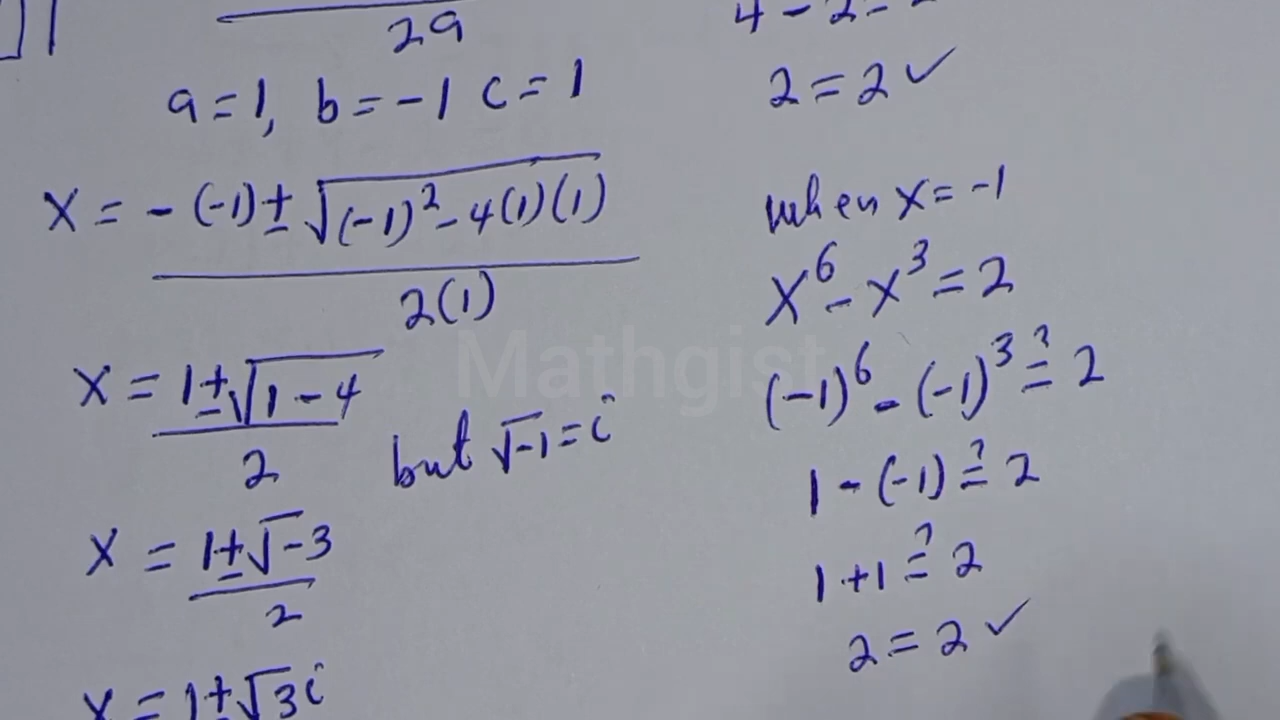 2a
a=1, b=-1 c=1
x = -(-1)±√(-1)²-4(1)(1)
2(1)
x = 1±√1-4
2
but √-1=i
x = 1±√-3
2
x = 1±√3i
2=2✓
when x=-1
x⁶-x³=2
(-1)⁶-(-1)³≟2
1-(-1)≟2
1+1≟2
2=2✓
Mathgist